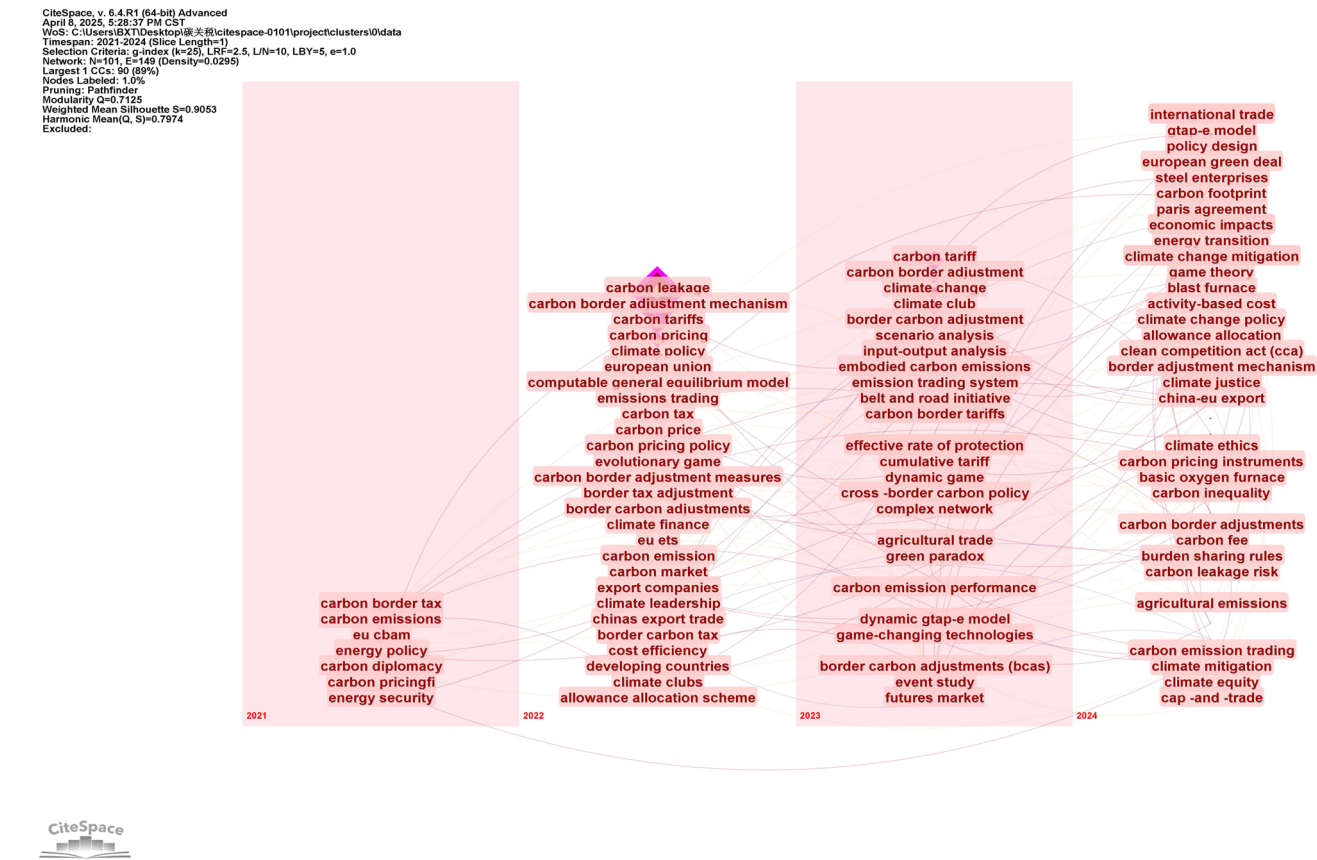 CiteSpace, v. 6.4.R1 (64-bit) Advanced
April 8, 2025, 5:28:37 PM CST
WoS: C:\Users\BXT\Desktop\碳关税\citespace-0101\project\clusters\0\data
Timespan: 2021-2024 (Slice Length=1)
Selection Criteria: g-index (k=25), LRF=2.5, L/N=10, LBY=5, e=1.0
Network: N=101, E=149 (Density=0.0295)
Largest 1 CCs: 90 (89%)
Nodes Labeled: 1.0%
Pruning: Pathfinder
Modularity Q=0.7125
Weighted Mean Silhouette S=0.9053
Harmonic Mean(Q, S)=0.7974
Excluded:
carbon border tax
carbon emissions
eu cbam
energy policy
carbon diplomacy
carbon pricingfi
energy security
2021
carbon leakage
carbon border adjustment mechanism
carbon tariffs
carbon pricing
climate policy
european union
computable general equilibrium model
emissions trading
carbon tax
carbon price
carbon pricing policy
evolutionary game
carbon border adjustment measures
border tax adjustment
border carbon adjustments
climate finance
eu ets
carbon emission
carbon market
export companies
climate leadership
chinas export trade
border carbon tax
cost efficiency
developing countries
climate clubs
allowance allocation scheme
2022
carbon tariff
carbon border adjustment
climate change
climate club
border carbon adjustment
scenario analysis
input-output analysis
embodied carbon emissions
emission trading system
belt and road initiative
carbon border tariffs
effective rate of protection
cumulative tariff
dynamic game
cross -border carbon policy
complex network
agricultural trade
green paradox
carbon emission performance
dynamic gtap-e model
game-changing technologies
border carbon adjustments (bcas)
event study
futures market
2023
international trade
gtap-e model
policy design
european green deal
steel enterprises
carbon footprint
paris agreement
economic impacts
energy transition
climate change mitigation
game theory
blast furnace
activity-based cost
climate change policy
allowance allocation
clean competition act (cca)
border adjustment mechanism
climate justice
china-eu export
climate ethics
carbon pricing instruments
basic oxygen furnace
carbon inequality
carbon border adjustments
carbon fee
burden sharing rules
carbon leakage risk
agricultural emissions
carbon emission trading
climate mitigation
climate equity
cap -and -trade
2024
CiteSpace